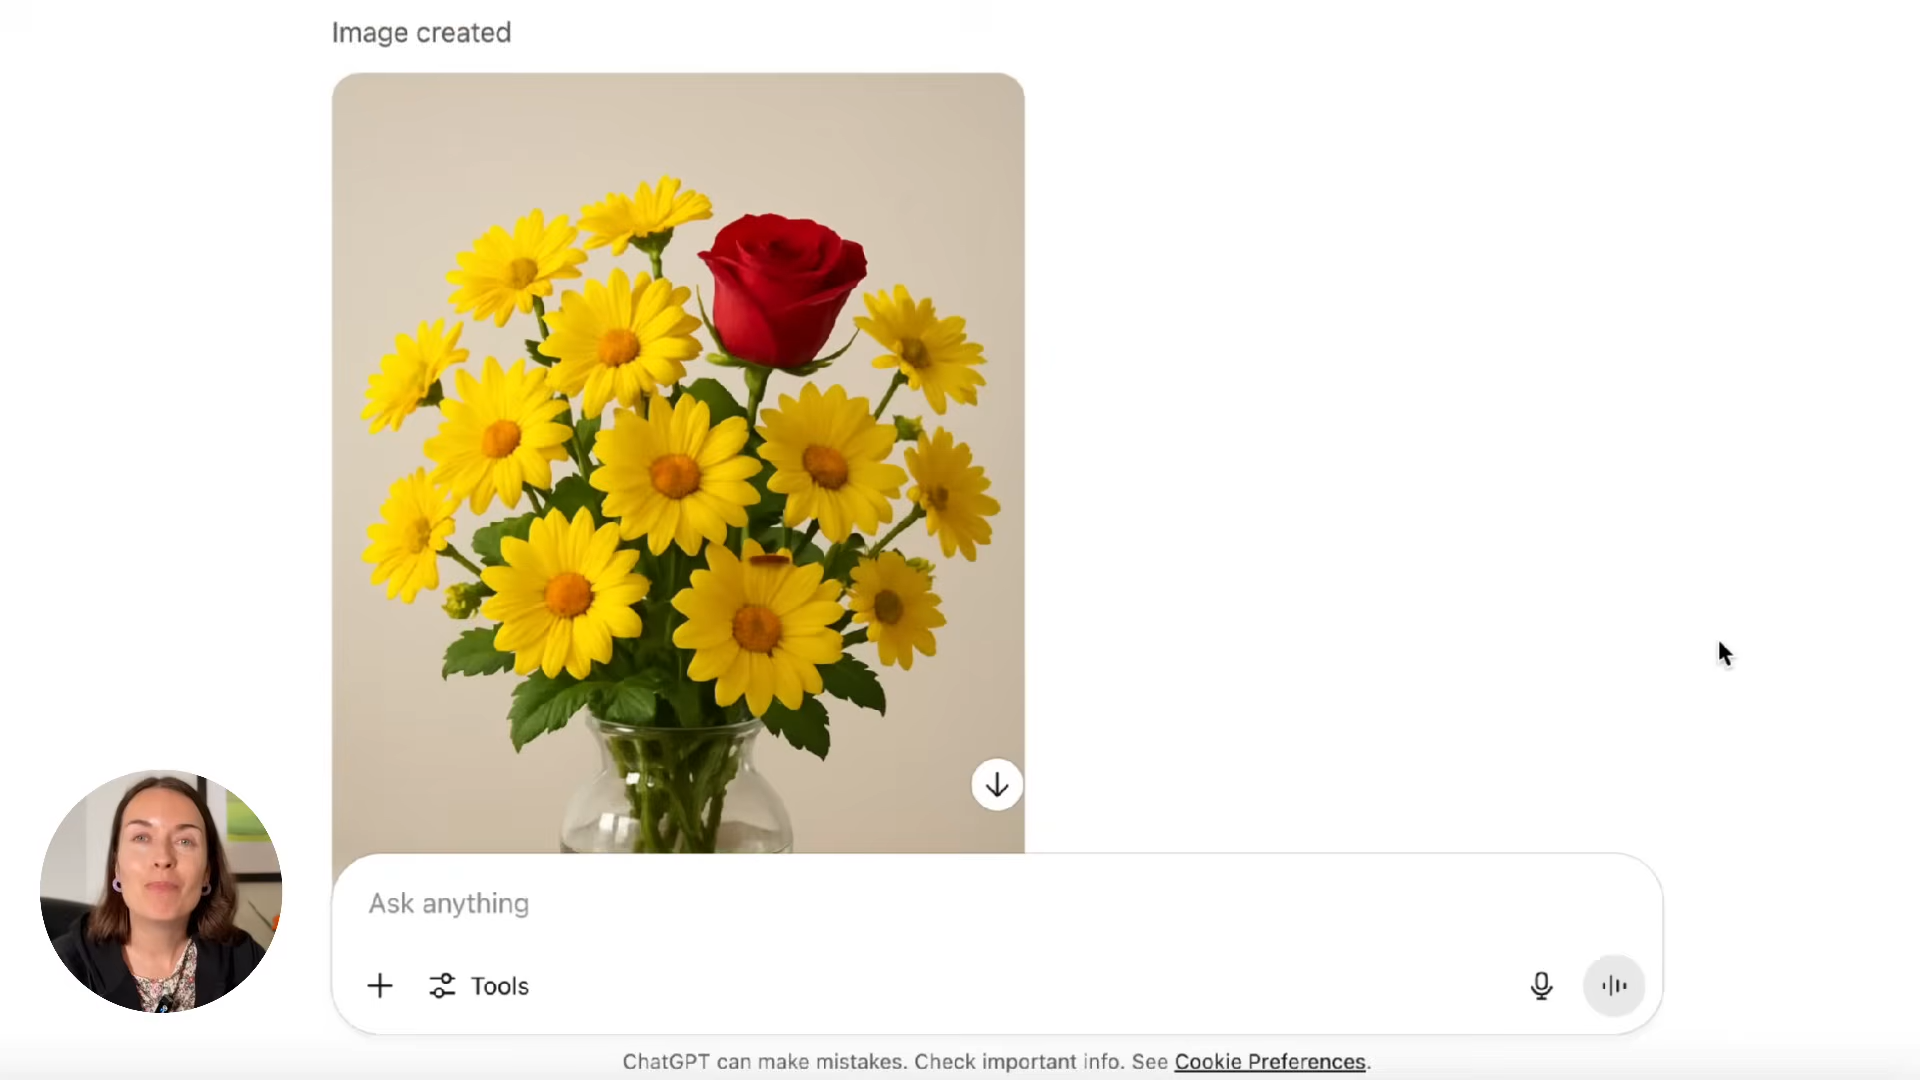 Image created
Ask anything
Tools
ChatGPT can make mistakes. Check important info. See Cookie Preferences.